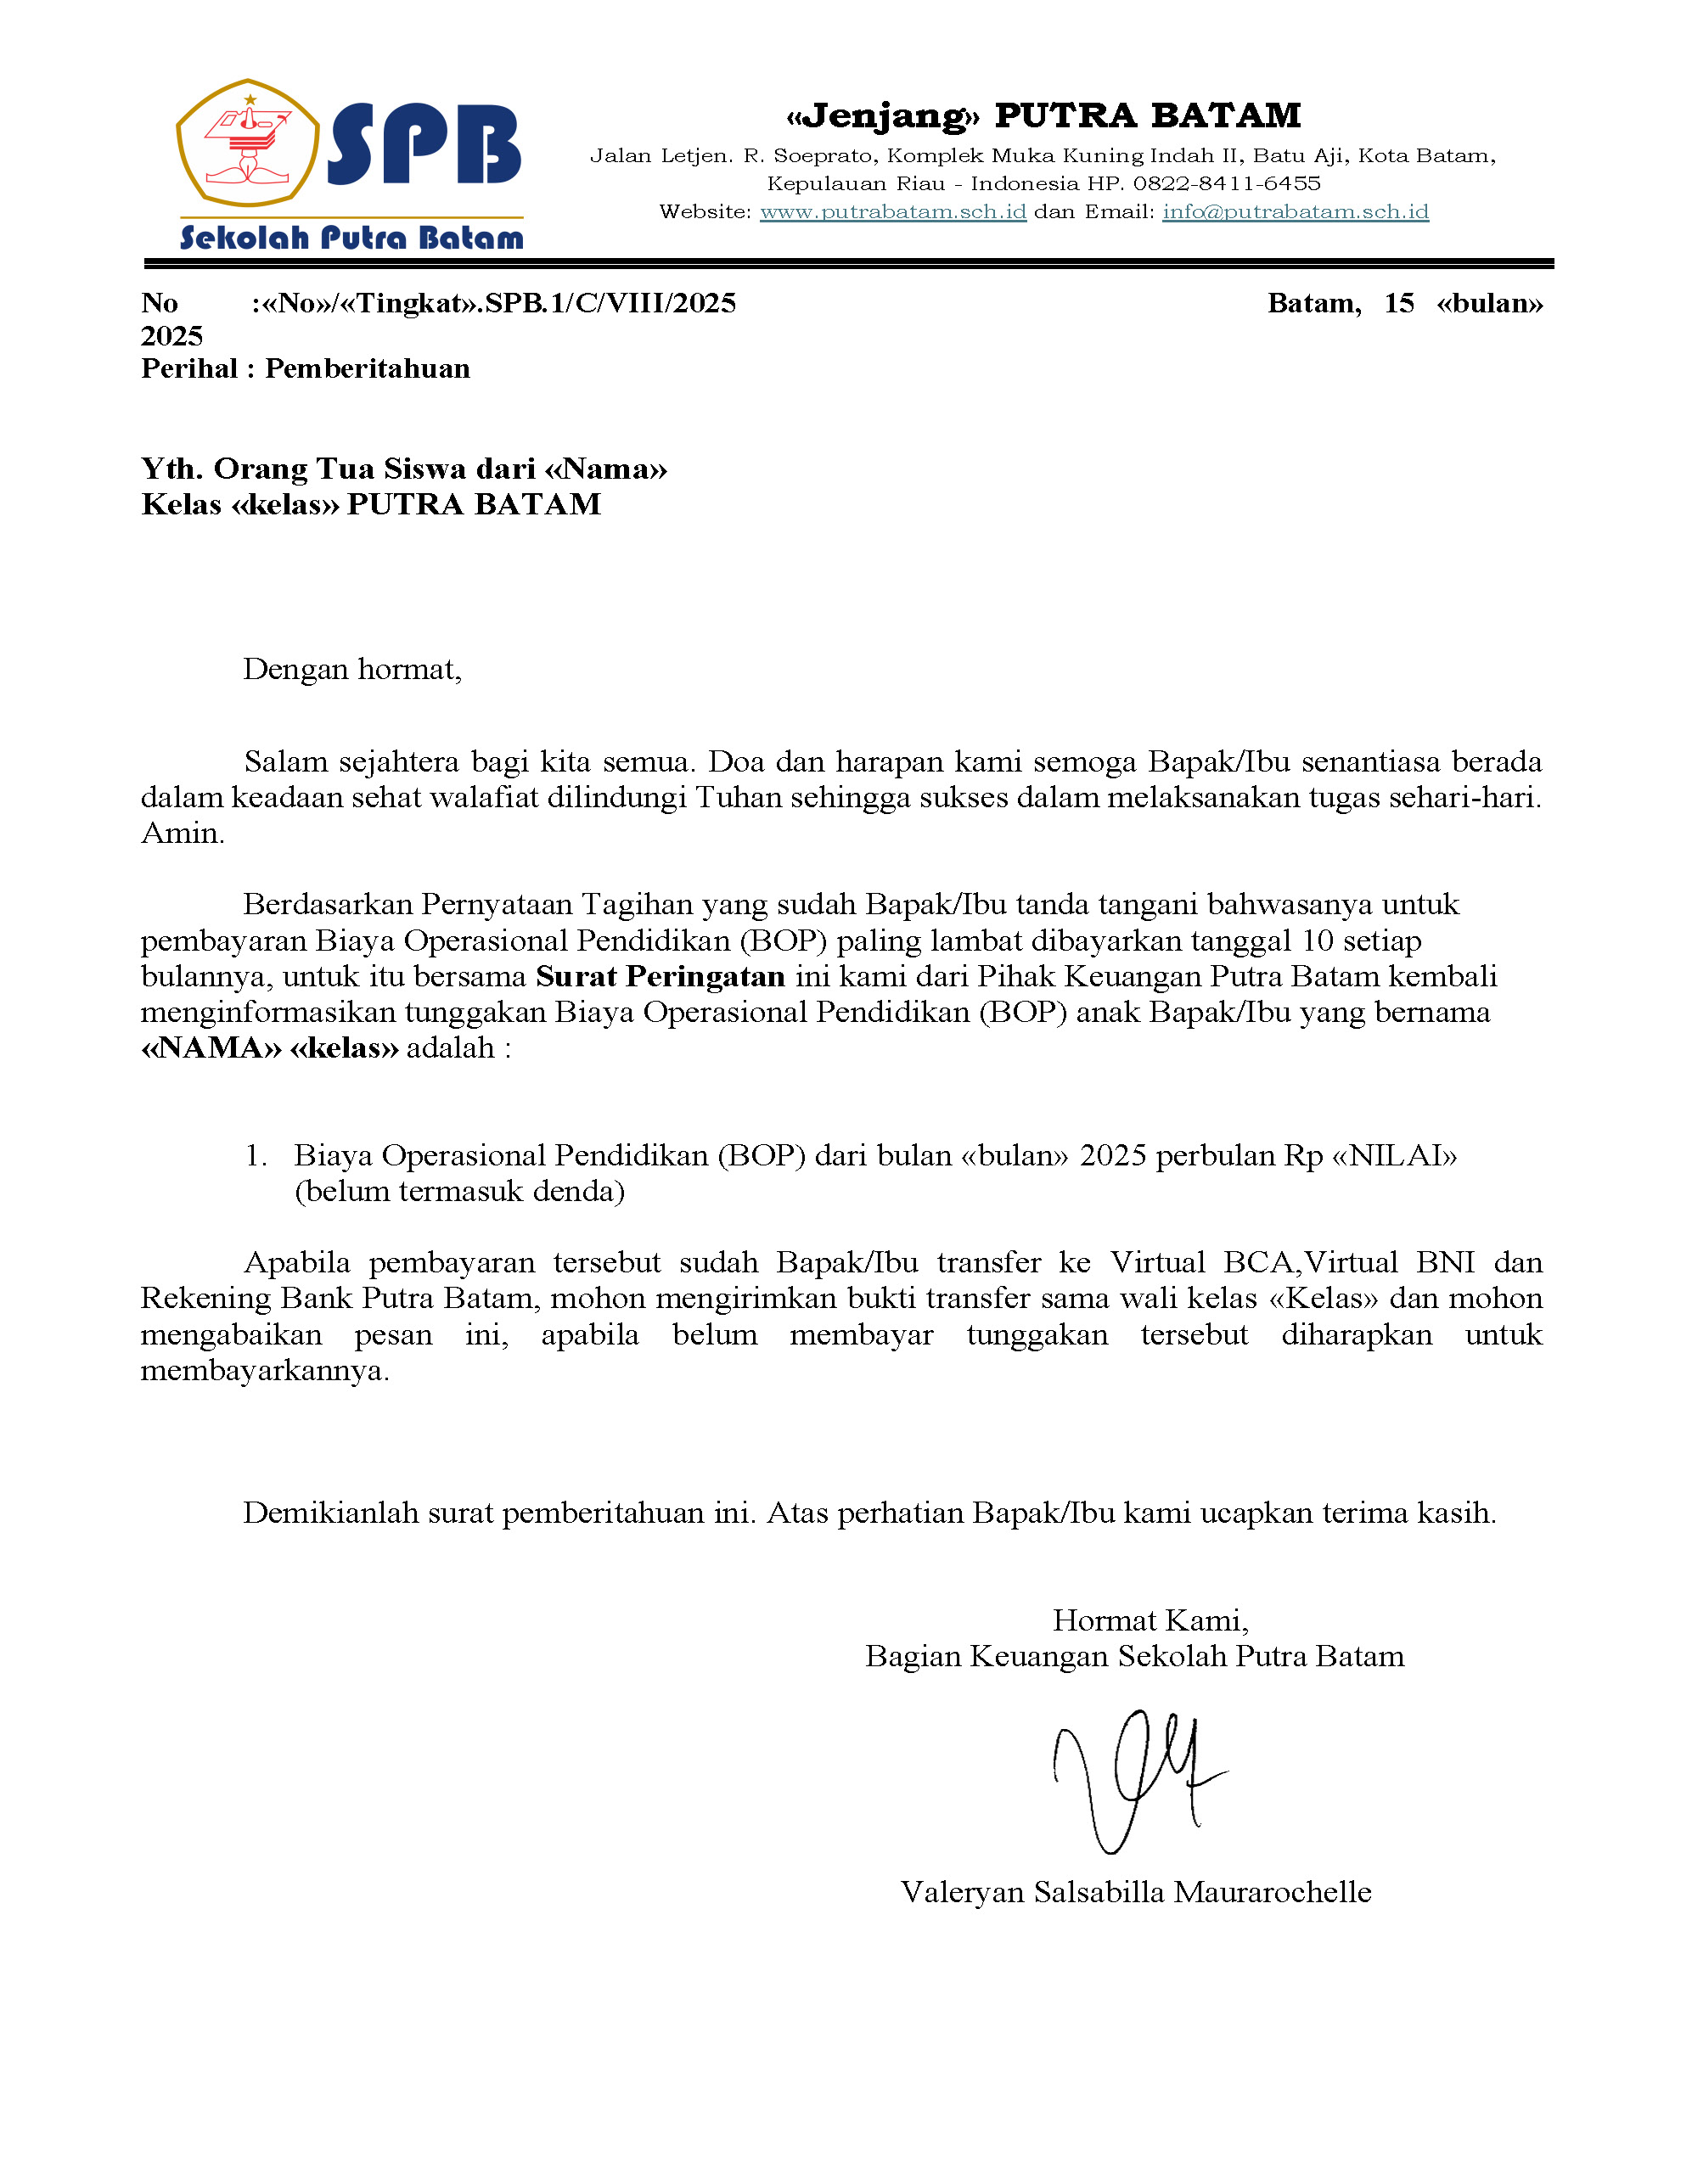 SPB
Sekolah Putra Batam
«Jenjang» PUTRA BATAM
Jalan Letjen. R. Soeprato, Komplek Muka Kuning Indah II, Batu Aji, Kota Batam,
Kepulauan Riau - Indonesia HP. 0822-8411-6455
Website: www.putrabatam.sch.id dan Email: info@putrabatam.sch.id
No :«No»/«Tingkat».SPB.1/C/VIII/2025 Batam, 15 «bulan»
2025
Perihal : Pemberitahuan
Yth. Orang Tua Siswa dari «Nama»
Kelas «kelas» PUTRA BATAM
Dengan hormat,
Salam sejahtera bagi kita semua. Doa dan harapan kami semoga Bapak/Ibu senantiasa berada
dalam keadaan sehat walafiat dilindungi Tuhan sehingga sukses dalam melaksanakan tugas sehari-hari.
Amin.
Berdasarkan Pernyataan Tagihan yang sudah Bapak/Ibu tanda tangani bahwasanya untuk
pembayaran Biaya Operasional Pendidikan (BOP) paling lambat dibayarkan tanggal 10 setiap
bulannya, untuk itu bersama Surat Peringatan ini kami dari Pihak Keuangan Putra Batam kembali
menginformasikan tunggakan Biaya Operasional Pendidikan (BOP) anak Bapak/Ibu yang bernama
«NAMA» «kelas» adalah :
1. Biaya Operasional Pendidikan (BOP) dari bulan «bulan» 2025 perbulan Rp «NILAI»
(belum termasuk denda)
Apabila pembayaran tersebut sudah Bapak/Ibu transfer ke Virtual BCA,Virtual BNI dan
Rekening Bank Putra Batam, mohon mengirimkan bukti transfer sama wali kelas «Kelas» dan mohon
mengabaikan pesan ini, apabila belum membayar tunggakan tersebut diharapkan untuk
membayarkannya.
Demikianlah surat pemberitahuan ini. Atas perhatian Bapak/Ibu kami ucapkan terima kasih.
Hormat Kami,
Bagian Keuangan Sekolah Putra Batam
Valeryan Salsabilla Maurarochelle